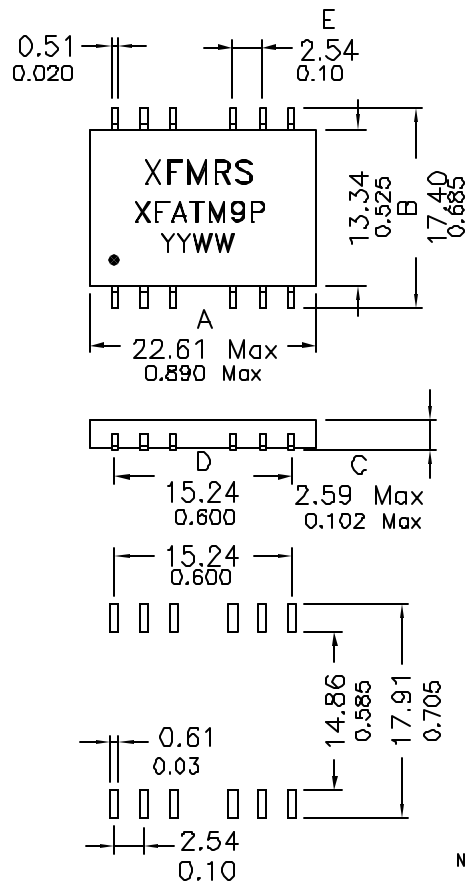 E
0.51
0.020
2.54
0.10
XFMRS
XFATM9P
YYWW
13.34
0.525
B
17.40
0.685
A
22.61 Max
0.890 Max
D
15.24
0.600
C
2.59 Max
0.102 Max
15.24
0.600
14.86
0.585
17.91
0.705
0.61
0.03
2.54
0.10
N